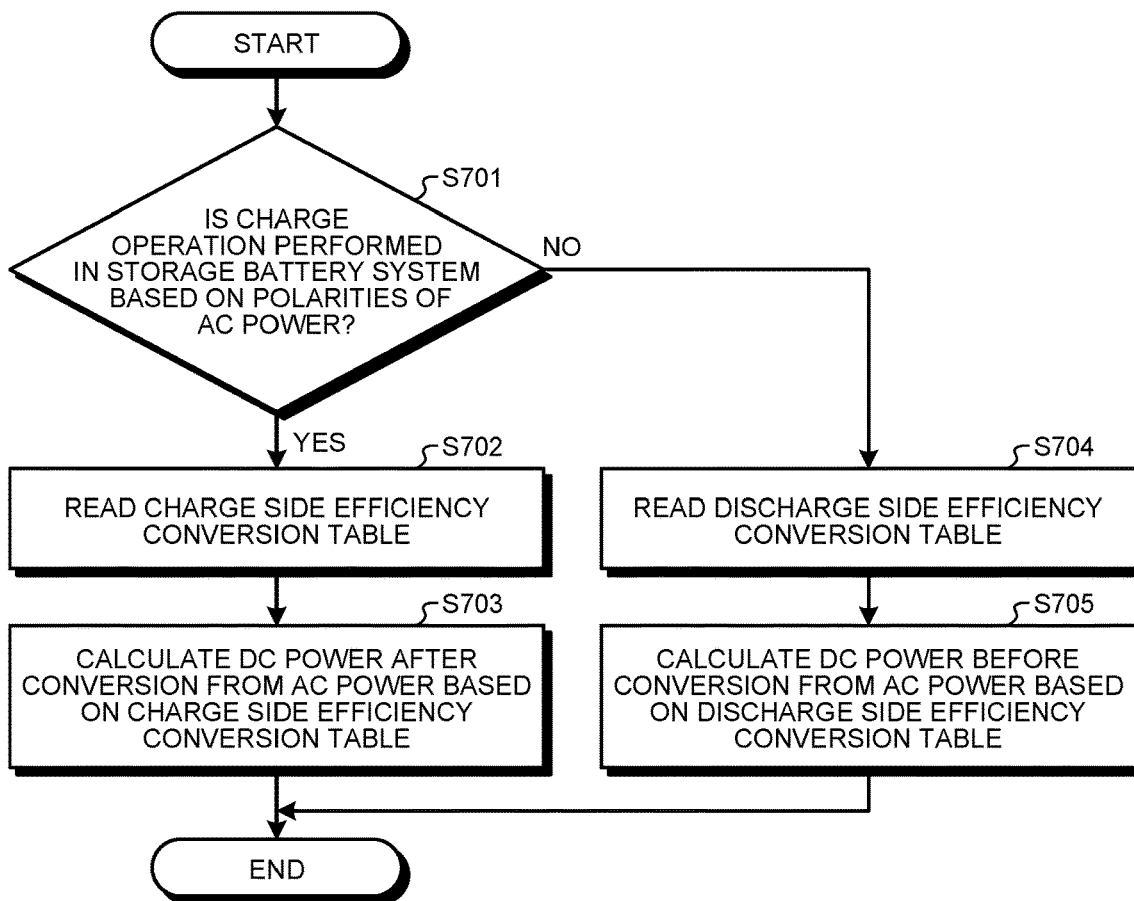 START
S701
IS CHARGE
OPERATION PERFORMED
IN STORAGE BATTERY SYSTEM
BASED ON POLARITIES OF
AC POWER?
NO
YES
S702
READ CHARGE SIDE EFFICIENCY
CONVERSION TABLE
S704
READ DISCHARGE SIDE EFFICIENCY
CONVERSION TABLE
S703
CALCULATE DC POWER AFTER
CONVERSION FROM AC POWER BASED
ON CHARGE SIDE EFFICIENCY
CONVERSION TABLE
S705
CALCULATE DC POWER BEFORE
CONVERSION FROM AC POWER BASED
ON DISCHARGE SIDE EFFICIENCY
CONVERSION TABLE
END